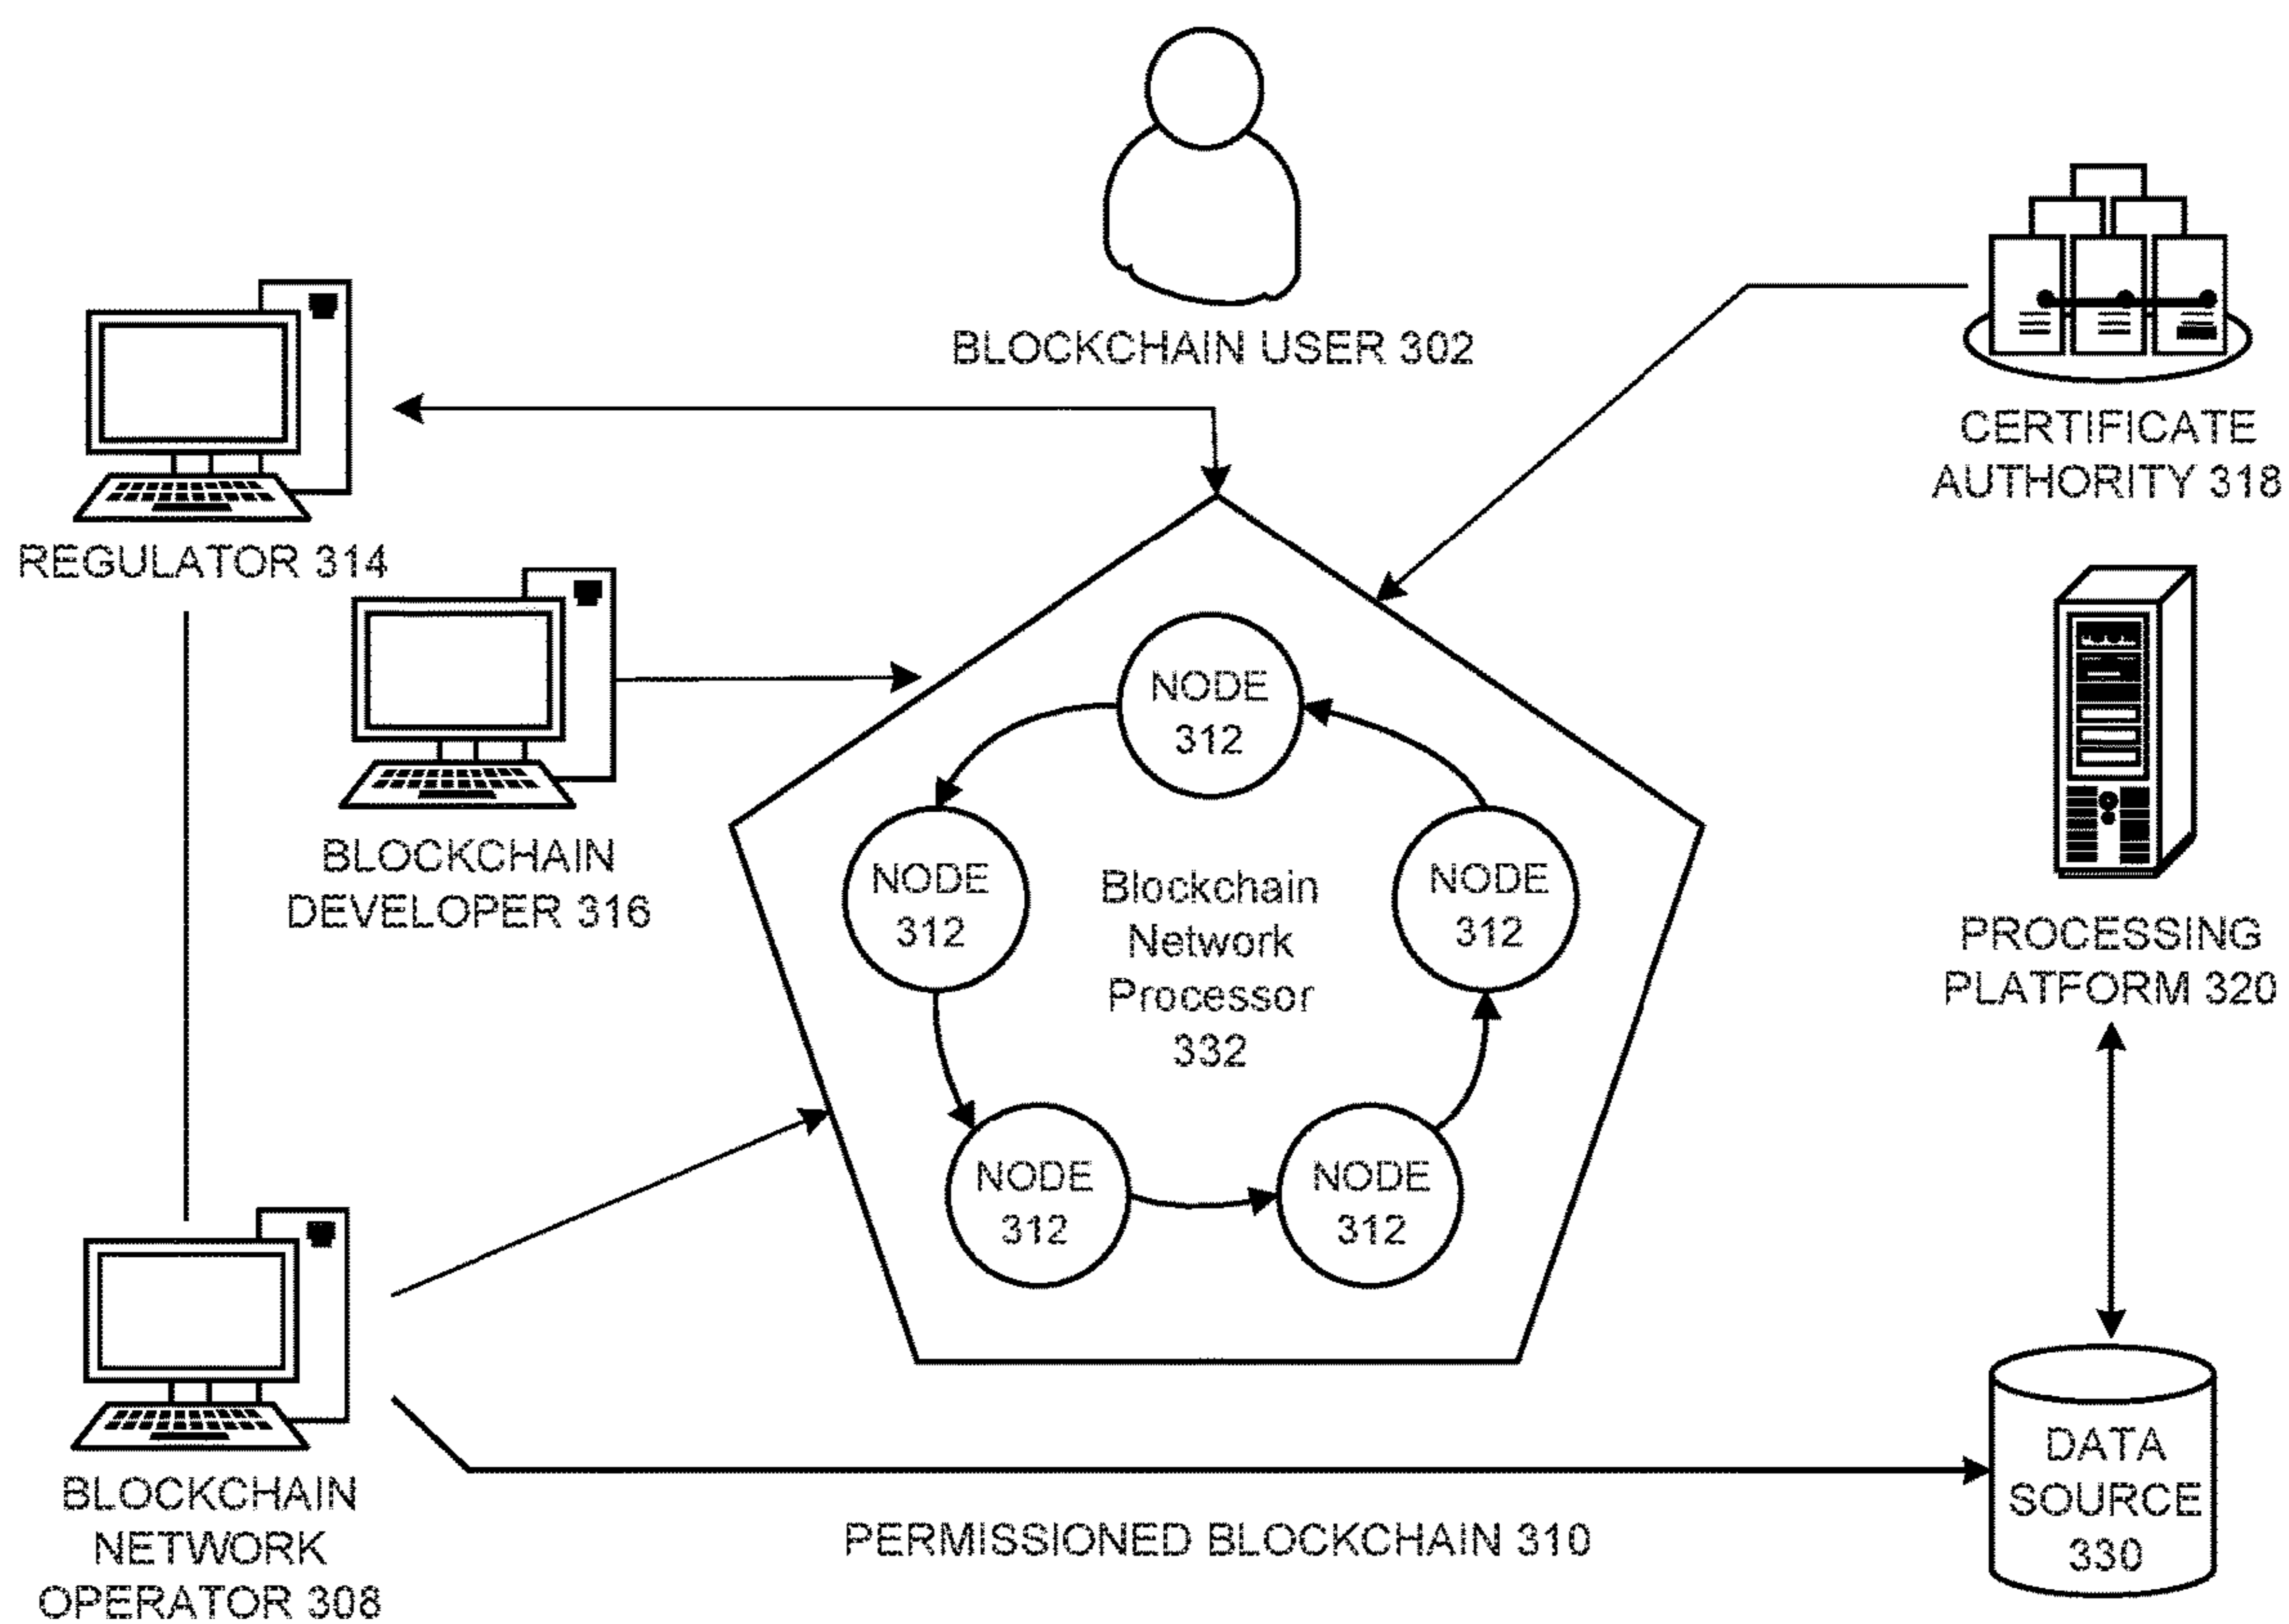 BLOCKCHAIN USER 302
CERTIFICATE
AUTHORITY 318
REGULATOR 314
BLOCKCHAIN
DEVELOPER 316
NODE
312
NODE
312
Blockchain
Network
Processor
332
NODE
312
NODE
312
NODE
312
PROCESSING
PLATFORM 320
BLOCKCHAIN
NETWORK
OPERATOR 308
PERMISSIONED BLOCKCHAIN 310
DATA
SOURCE
330